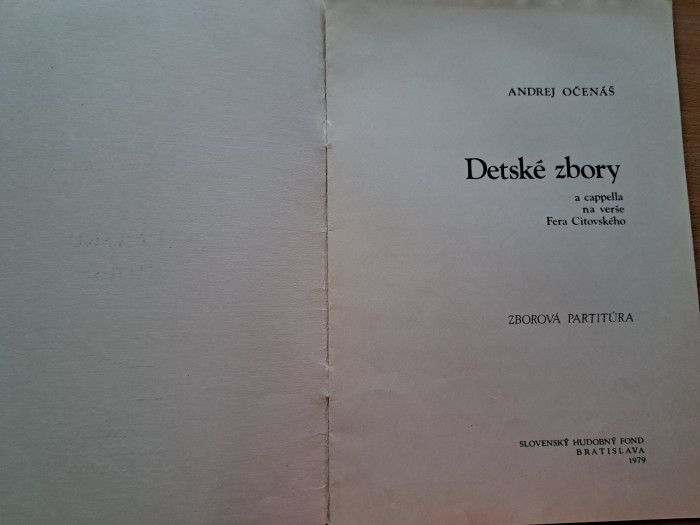 ANDREJ OČENÁŠ
Detské zbory
a cappella
na verše
Fera Citovského
ZBOROVÁ PARTITÚRA
SLOVENSKÝ HUDOBNÝ FOND
BRATISLAVA
1979